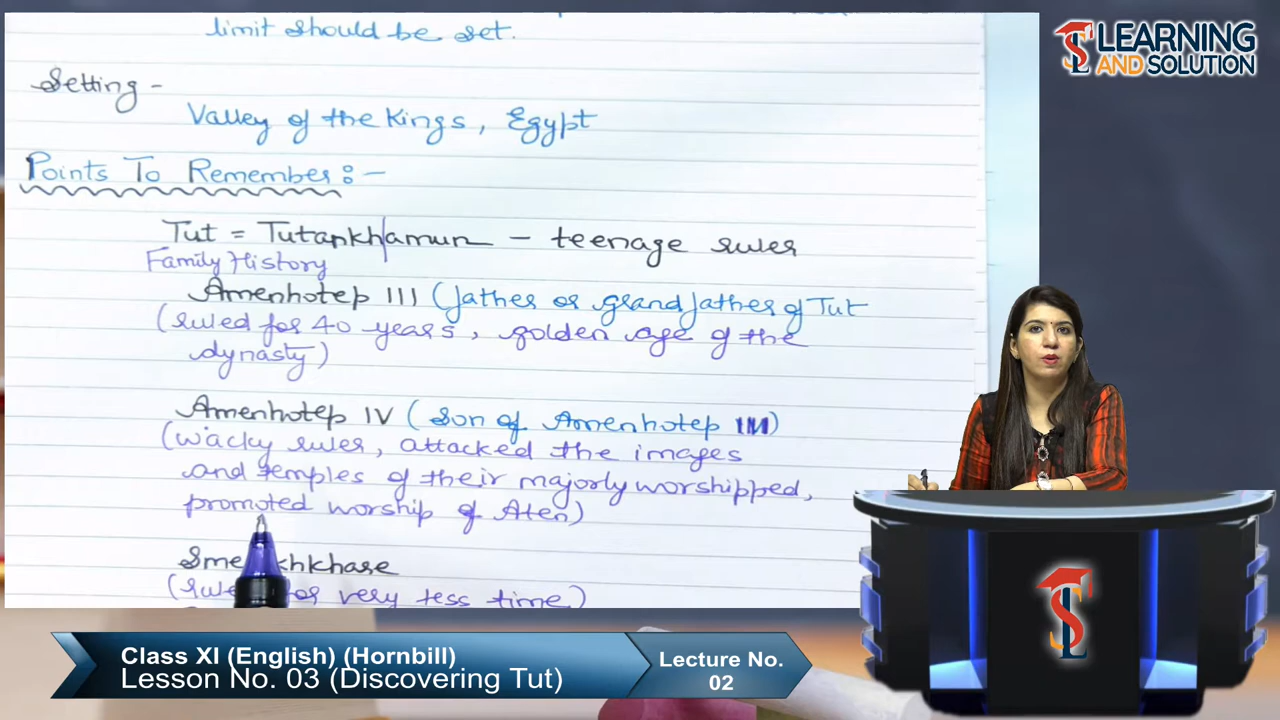 limit should be set.
Setting -
Valley of the Kings, Egypt
Points To Remember :-
Tut = Tutankhamun - teenage ruler
Family History
Amenhotep III (father or grandfather of Tut
(ruled for 40 years, golden age of the
dynasty)
Amenhotep IV (son of Amenhotep III)
(wacky ruler, attacked the images
and temples of their majorly worshipped,
promoted worship of Aten)
for very less time)
LEARNING
AND SOLUTION
Class XI (English) (Hornbill)
Lesson No. 03 (Discovering Tut)
Lecture No.
02